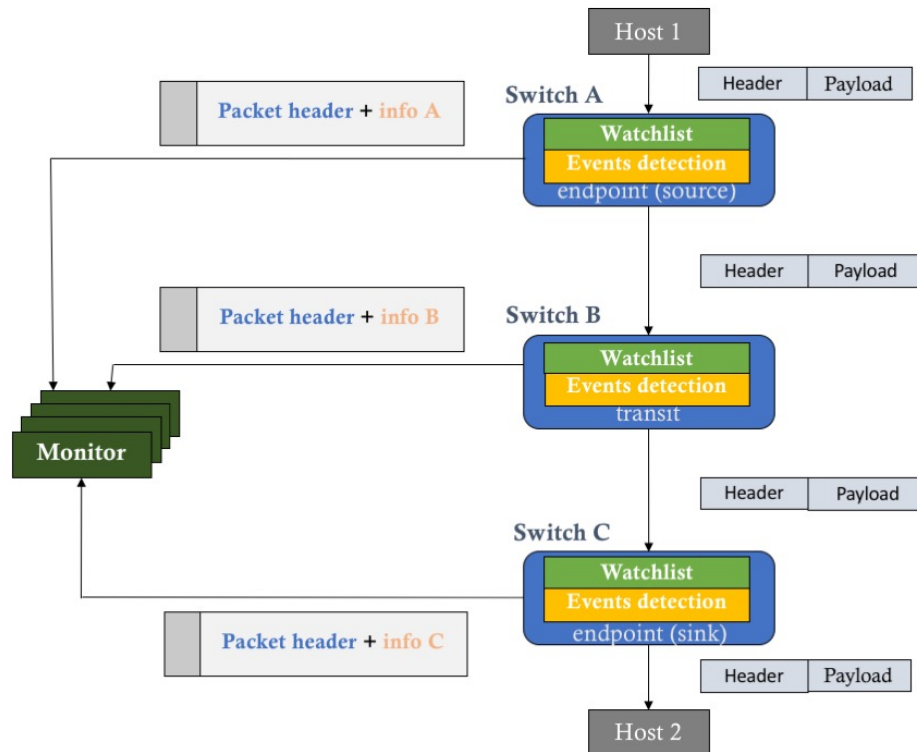 Host 1
Header Payload
Switch A
Packet header + info A
Watchlist
Events detection
endpoint (source)
Header Payload
Packet header + info B
Switch B
Watchlist
Events detection
transit
Monitor
Header Payload
Switch C
Watchlist
Events detection
endpoint (sink)
Packet header + info C
Header Payload
Host 2